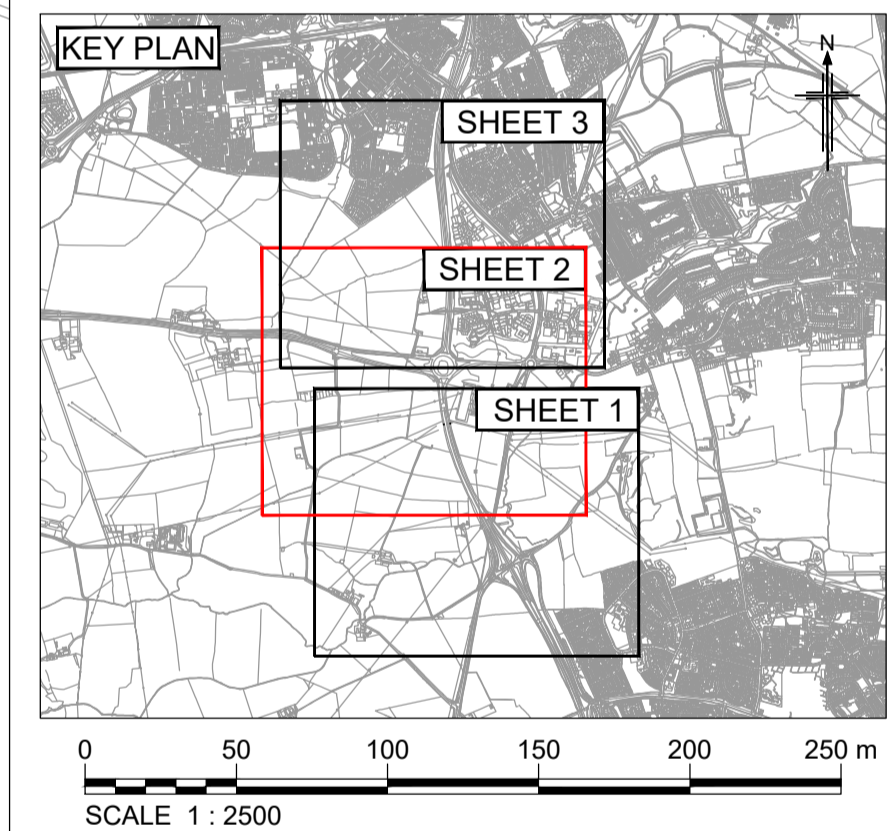 KEY PLAN
N
SHEET 3
SHEET 2
SHEET 1
0 50 100 150 200 250 m
SCALE 1 : 2500